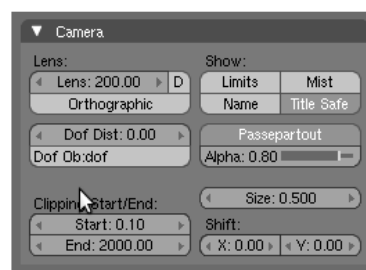 Camera
Lens:
Lens: 200.00 D
Orthographic
Dof Dist: 0.00
Dof Ob:dof
Clipping Start/End:
Start: 0.10
End: 2000.00
Show:
Limits Mist
Name Title Safe
Passepartout
Alpha: 0.80
Size: 0.500
Shift:
X: 0.00 Y: 0.00